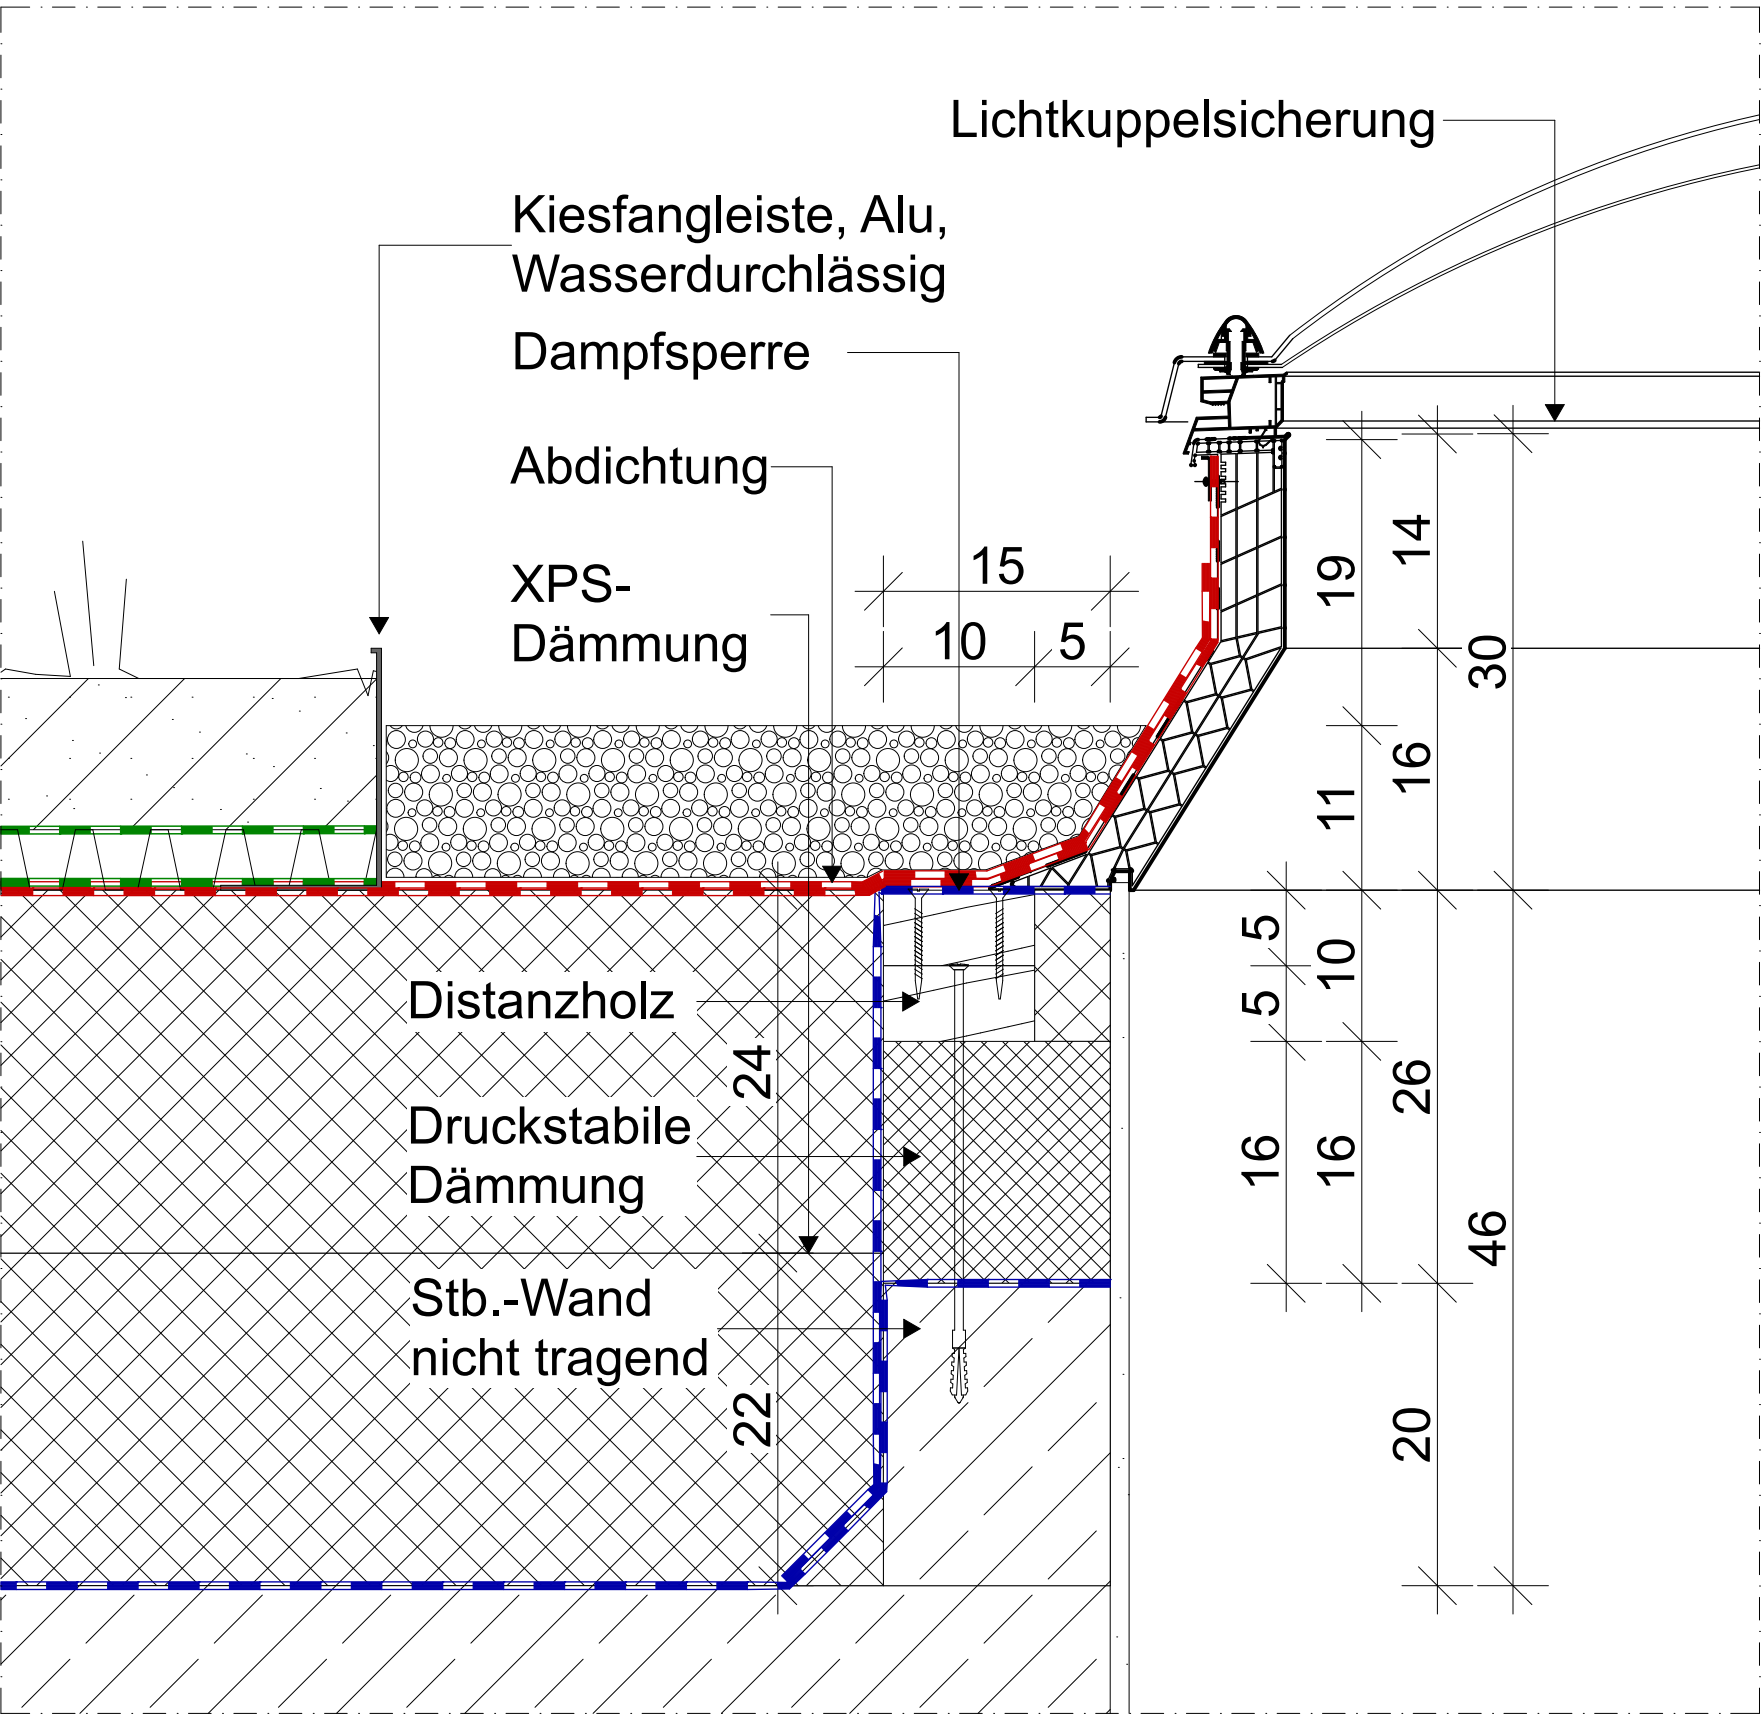 Lichtkuppelsicherung
Kiesfangleiste, Alu,
Wasserdurchlässig
Dampfsperre
Abdichtung
XPS-
Dämmung
15
10
5
19
14
30
11
16
Distanzholz
24
Druckstabile
Dämmung
5
5
10
26
16
16
46
Stb.-Wand
nicht tragend
22
20